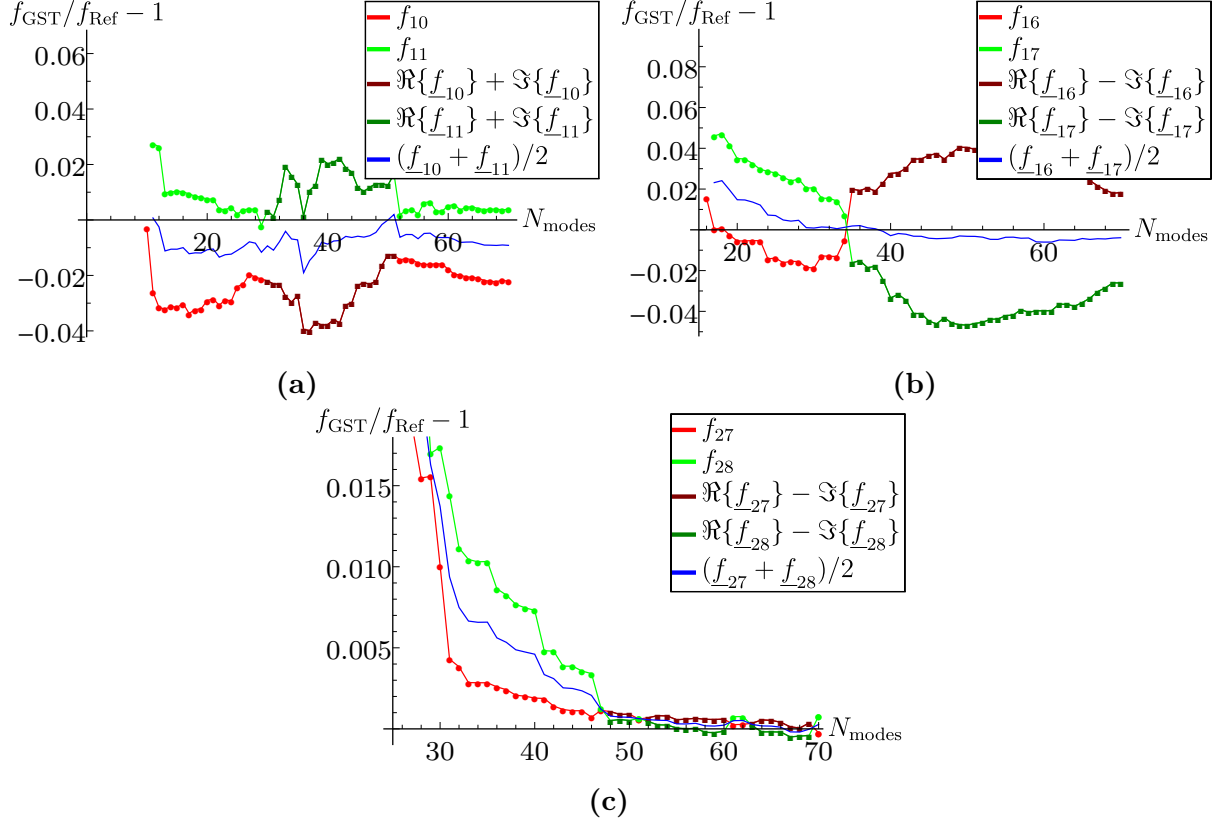 f_GST/f_Ref − 1
f_10
f_11
ℜ{f_10} + ℑ{f_10}
ℜ{f_11} + ℑ{f_11}
(f_10 + f_11)/2
0.06
0.04
0.02
−0.02
−0.04
20
40
60
N_modes
(a)
f_GST/f_Ref − 1
f_16
f_17
ℜ{f_16} − ℑ{f_16}
ℜ{f_17} − ℑ{f_17}
(f_16 + f_17)/2
0.08
0.06
0.04
0.02
−0.02
−0.04
20
40
60
N_modes
(b)
f_GST/f_Ref − 1
f_27
f_28
ℜ{f_27} − ℑ{f_27}
ℜ{f_28} − ℑ{f_28}
(f_27 + f_28)/2
0.015
0.010
0.005
30
40
50
60
70
N_modes
(c)